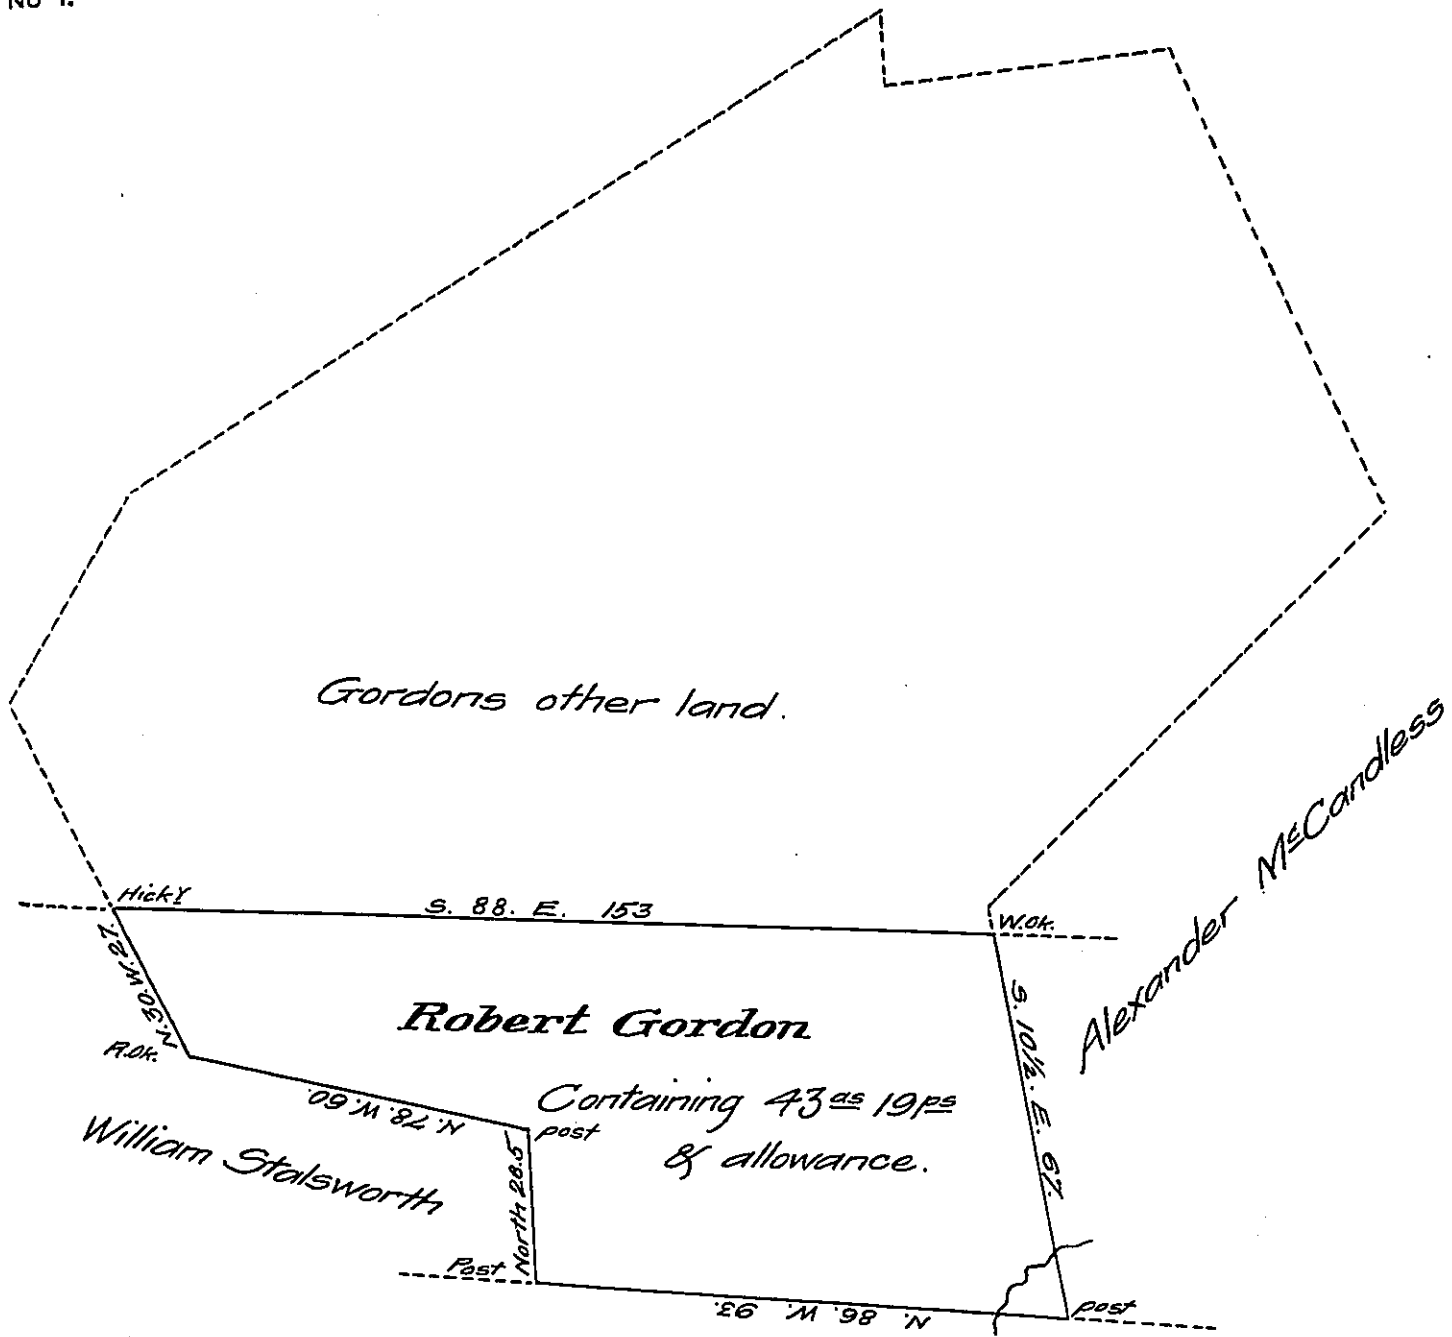 No 1.
Gordons other land.
Alexander McCandless
Hicky
S. 88. E. 153
W.Ok.
N. 30. W. 27.
Robert Gordon
S. 10½. E. 67.
R.Ok.
N. 78. W. 60.
Containing 43as 19ps
& allowance.
post
William Stalsworth
North 28.5
Post
N. 86. W. 93.
post